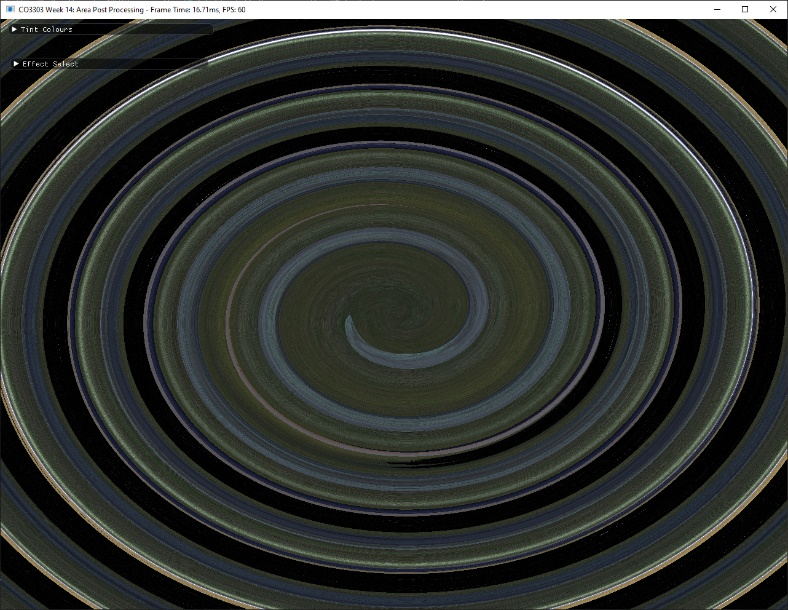 CO3303 Week 14: Area Post Processing - Frame Time: 16.71ms, FPS: 60
Tint Colours
Effect Select